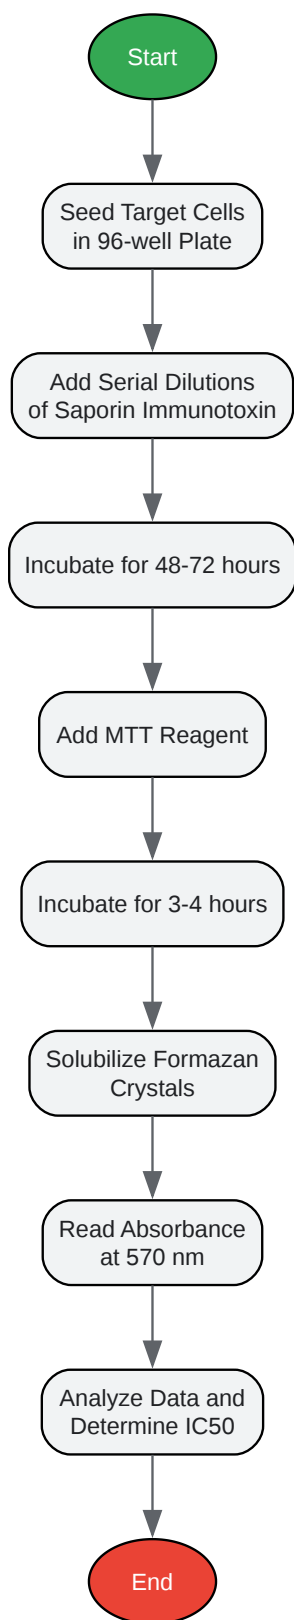 Start
Seed Target Cells
in 96-well Plate
Add Serial Dilutions
of Saporin Immunotoxin
Incubate for 48-72 hours
Add MTT Reagent
Incubate for 3-4 hours
Solubilize Formazan
Crystals
Read Absorbance
at 570 nm
Analyze Data and
Determine IC50
End